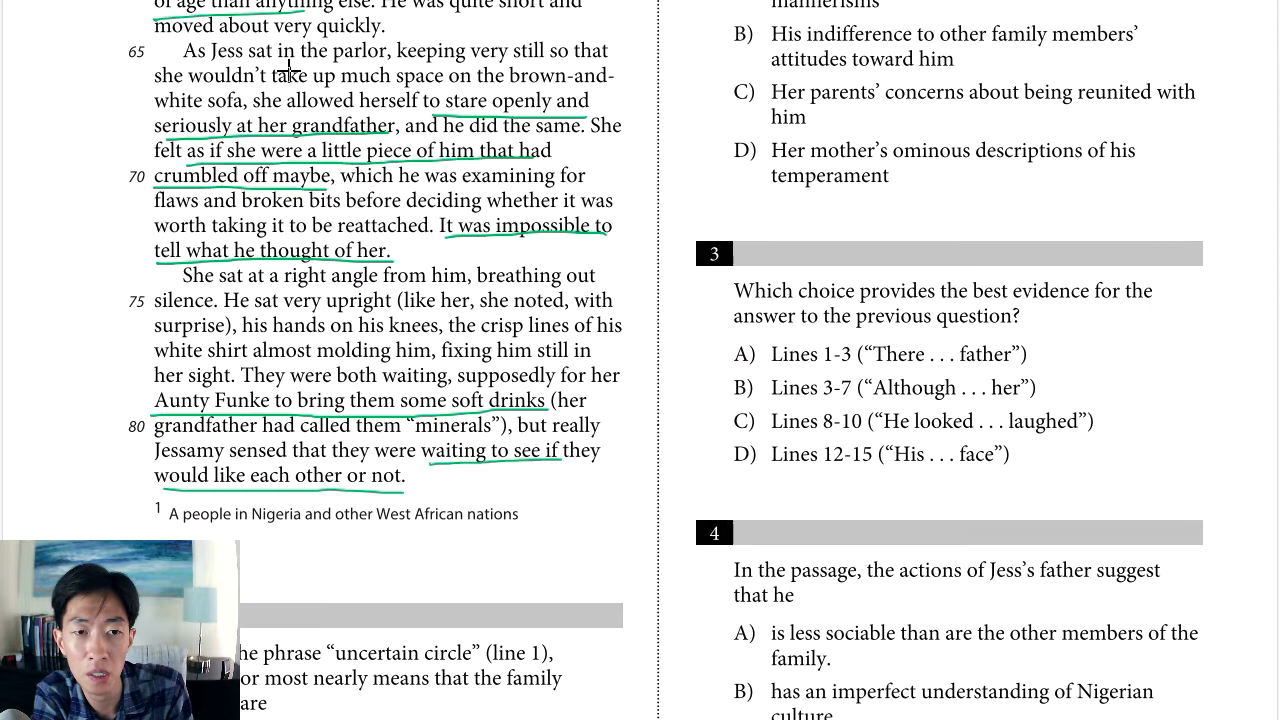 of age than anything else. He was quite short and
moved about very quickly.
65 As Jess sat in the parlor, keeping very still so that
she wouldn’t take up much space on the brown-and-
white sofa, she allowed herself to stare openly and
seriously at her grandfather, and he did the same. She
felt as if she were a little piece of him that had
70 crumbled off maybe, which he was examining for
flaws and broken bits before deciding whether it was
worth taking it to be reattached. It was impossible to
tell what he thought of her.
She sat at a right angle from him, breathing out
75 silence. He sat very upright (like her, she noted, with
surprise), his hands on his knees, the crisp lines of his
white shirt almost molding him, fixing him still in
her sight. They were both waiting, supposedly for her
Aunty Funke to bring them some soft drinks (her
80 grandfather had called them “minerals”), but really
Jessamy sensed that they were waiting to see if they
would like each other or not.
1 A people in Nigeria and other West African nations
he phrase “uncertain circle” (line 1),
or most nearly means that the family
are
mannerisms
B) His indifference to other family members’
attitudes toward him
C) Her parents’ concerns about being reunited with
him
D) Her mother’s ominous descriptions of his
temperament
3
Which choice provides the best evidence for the
answer to the previous question?
A) Lines 1-3 (“There . . . father”)
B) Lines 3-7 (“Although . . . her”)
C) Lines 8-10 (“He looked . . . laughed”)
D) Lines 12-15 (“His . . . face”)
4
In the passage, the actions of Jess’s father suggest
that he
A) is less sociable than are the other members of the
family.
B) has an imperfect understanding of Nigerian
culture.